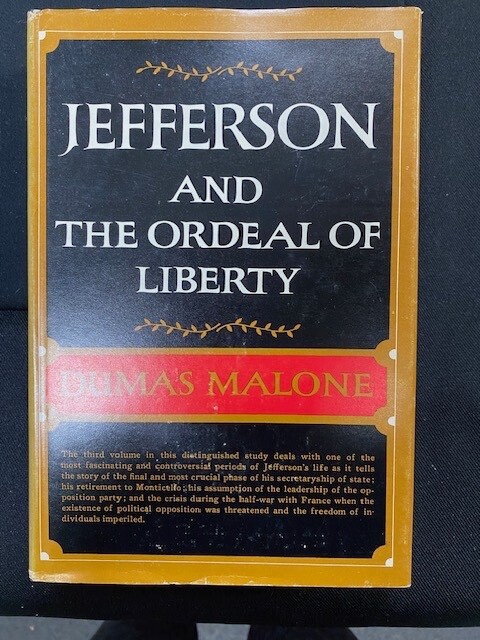 JEFFERSON
AND
THE ORDEAL OF
LIBERTY
DUMAS MALONE
The third volume in this distinguished study deals with one of the
most fascinating and controversial periods of Jefferson's life as it tells
the story of the final and most crucial phase of his secretaryship of state;
his retirement to Monticello; his assumption of the leadership of the op-
position party; and the crisis during the half-war with France when the
existence of political opposition was threatened and the freedom of in-
dividuals imperiled.